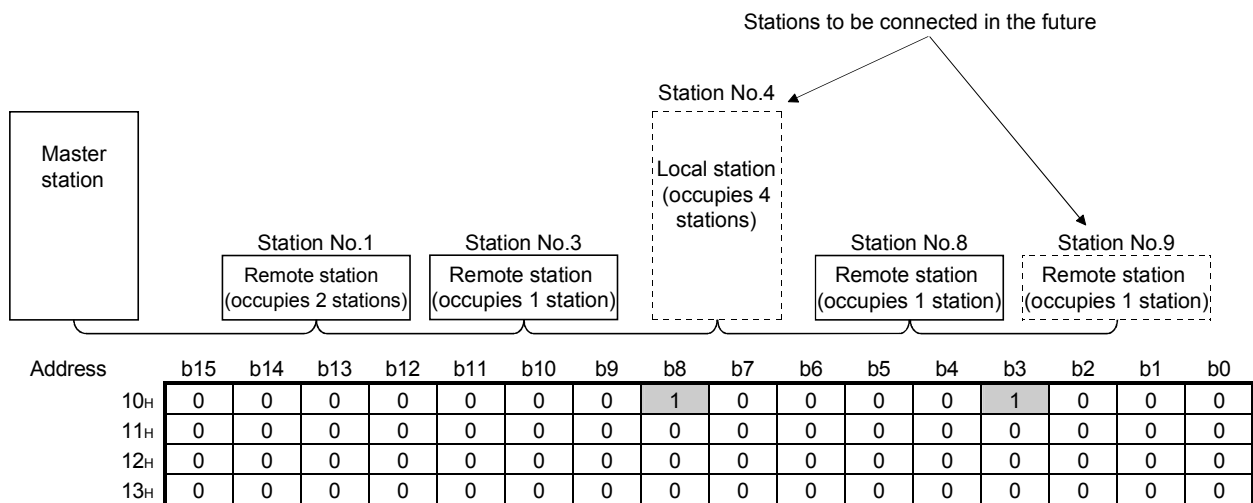 Stations to be connected in the future
Station No.4
Master
station
Local station
(occupies 4
stations)
Station No.1
Station No.3
Station No.8
Station No.9
Remote station
(occupies 2 stations)
Remote station
(occupies 1 station)
Remote station
(occupies 1 station)
Remote station
(occupies 1 station)
Address b15 b14 b13 b12 b11 b10 b9 b8 b7 b6 b5 b4 b3 b2 b1 b0
10H 0 0 0 0 0 0 0 1 0 0 0 0 1 0 0 0
11H 0 0 0 0 0 0 0 0 0 0 0 0 0 0 0 0
12H 0 0 0 0 0 0 0 0 0 0 0 0 0 0 0 0
13H 0 0 0 0 0 0 0 0 0 0 0 0 0 0 0 0